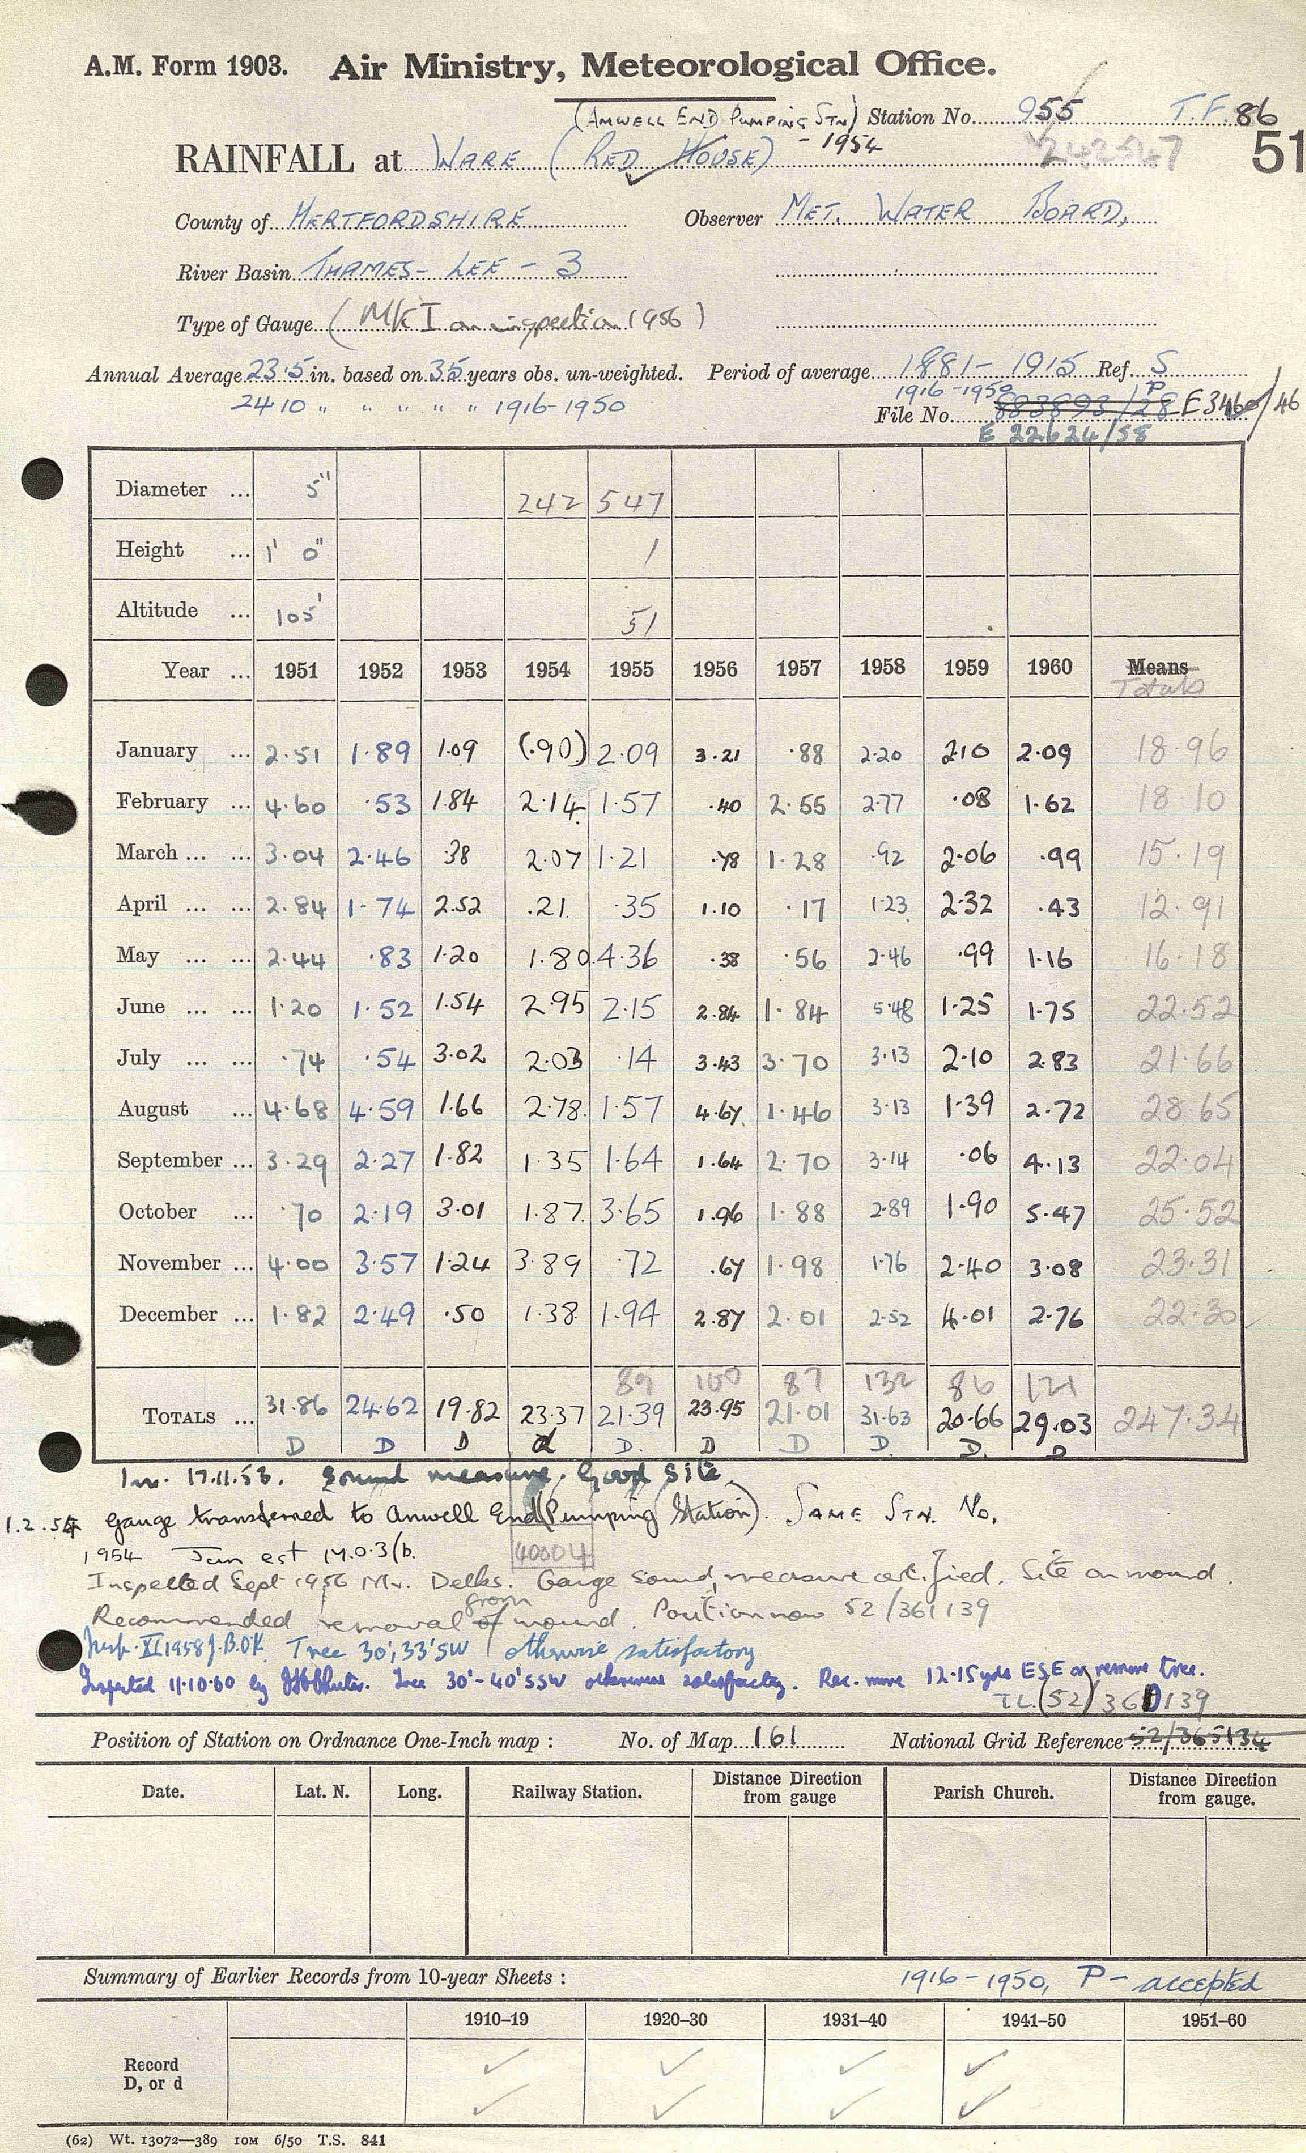 A.M. Form 1903. Air Ministry, Meteorological Office.
(AMWELL END PUMPING STN) Station No. 955 T.F. 86
RAINFALL at WARE (RED HOUSE) - 1954 242547 51
County of HERTFORDSHIRE Observer MET. WATER BOARD,
River Basin THAMES - LEE - 3
Type of Gauge (MK I on inspection 1956)
Annual Average 23.5 in. based on 35 years obs. un-weighted. Period of average 1881 - 1915 Ref. S
2410 " " " " " 1916-1950 1916-1950 P
File No. 883893/28 E3460/46
E 22624/58
Diameter ... 5" 242 547
Height ... 1' 0" 1
Altitude ... 105' 51
Year ... 1951 1952 1953 1954 1955 1956 1957 1958 1959 1960 Means
Totals
January ... 2.51 1.89 1.09 (.90) 2.09 3.21 .88 2.20 210 2.09 18.96
February ... 4.60 .53 1.84 2.14 1.57 .40 2.55 2.77 .08 1.62 18.10
March ... ... 3.04 2.46 .38 2.07 1.21 .78 1.28 .92 2.06 .99 15.19
April ... ... 2.84 1.74 2.52 .21 .35 1.10 .17 1.23 2.32 .43 12.91
May ... ... 2.44 .83 1.20 1.80 4.36 .38 .56 2.46 .99 1.16 16.18
June ... ... 1.20 1.52 1.54 2.95 2.15 2.84 1.84 5.48 1.25 1.75 22.52
July ... ... .74 .54 3.02 2.03 .14 3.43 3.70 3.13 2.10 2.83 21.66
August ... 4.68 4.59 1.66 2.78 1.57 4.67 1.46 3.13 1.39 2.72 28.65
September ... 3.29 2.27 1.82 1.35 1.64 1.64 2.70 3.14 .06 4.13 22.04
October ... .70 2.19 3.01 1.87 3.65 1.96 1.88 2.89 1.90 5.47 25.52
November ... 4.00 3.57 1.24 3.89 .72 .67 1.98 1.76 2.40 3.08 23.31
December ... 1.82 2.49 .50 1.38 1.94 2.87 2.01 2.52 4.01 2.76 22.30
89 100 87 132 86 121
TOTALS ... 31.86 24.62 19.82 23.37 21.39 23.95 21.01 31.63 20.66 29.03 247.34
D D D d D. D D D. D. D
In. 17.11.53. Sound measure, Good Site.
1.2.54 Gauge transferred to Amwell End (Pumping Station). SAME STN. No.
1954 Jan est M.O.3/b. 40004
Inspected Sept 1956 Mr. Delks. Gauge sound, measure certified. Site on mound.
Recommended removal of from mound. Position now 52/361139
Insp. XI 1958 J.B.OK. Tree 30', 33' SW otherwise satisfactory
Inspected 11.10.60 by Tree 30'-40' SSW otherwise satisfactory. Rec. move 12-15 yds ESE or remove tree.
TL (52) 360139
Position of Station on Ordnance One-Inch map : No. of Map 161 National Grid Reference 52/365134
Date. Lat. N. Long. Railway Station. Distance Direction from gauge Parish Church. Distance Direction from gauge.
Summary of Earlier Records from 10-year Sheets : 1916-1950, P - accepted
1910–19 1920–30 1931–40 1941–50 1951–60
Record
D, or d
(62) Wt. 13072—389 10M 6/50 T.S. 841